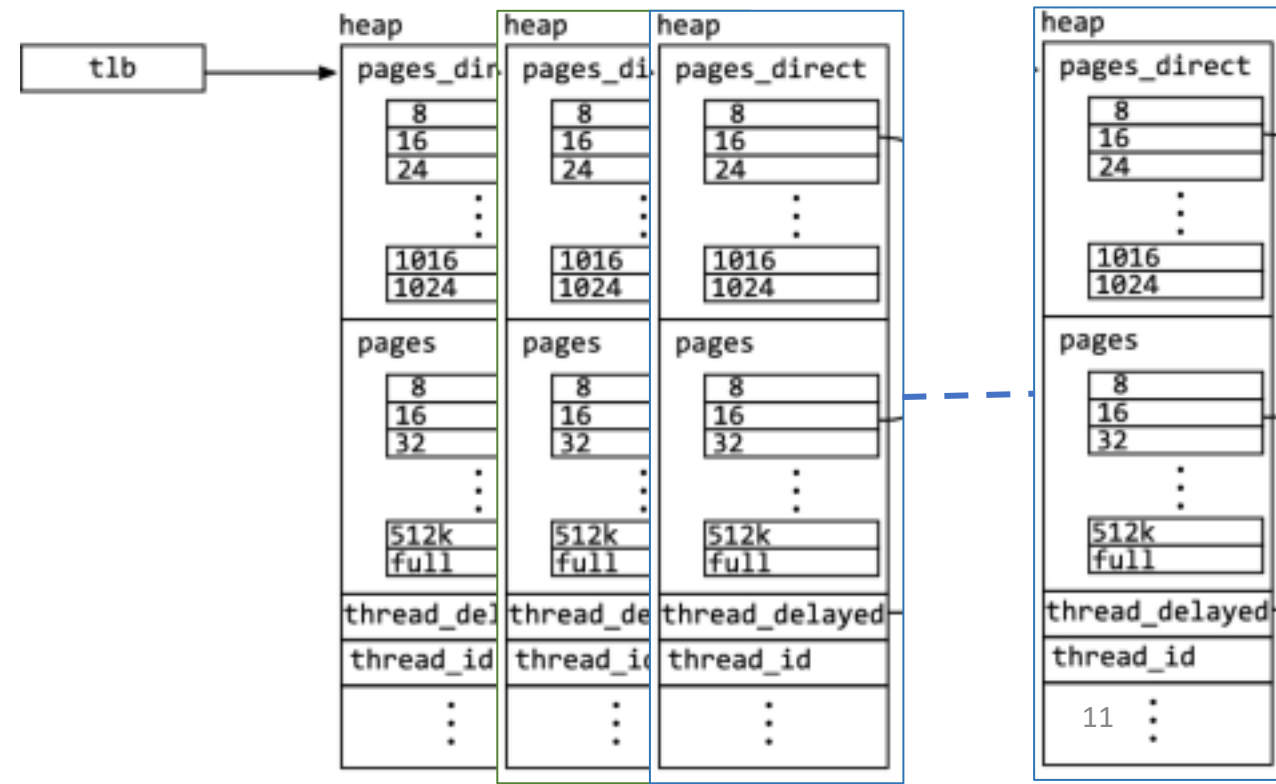 tlb
heap
pages_dir
8
16
24
1016
1024
pages
8
16
32
512k
full
thread_del
thread_id
heap
pages_di
8
16
24
1016
1024
pages
8
16
32
512k
full
thread_de
thread_i
heap
pages_direct
8
16
24
1016
1024
pages
8
16
32
512k
full
thread_delayed
thread_id
heap
pages_direct
8
16
24
1016
1024
pages
8
16
32
512k
full
thread_delayed
thread_id
11